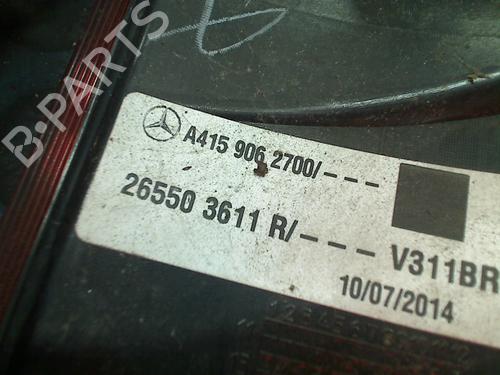 B-PARTS
A415 906 2700/---
26550 3611 R/---- V311BR
10/07/2014